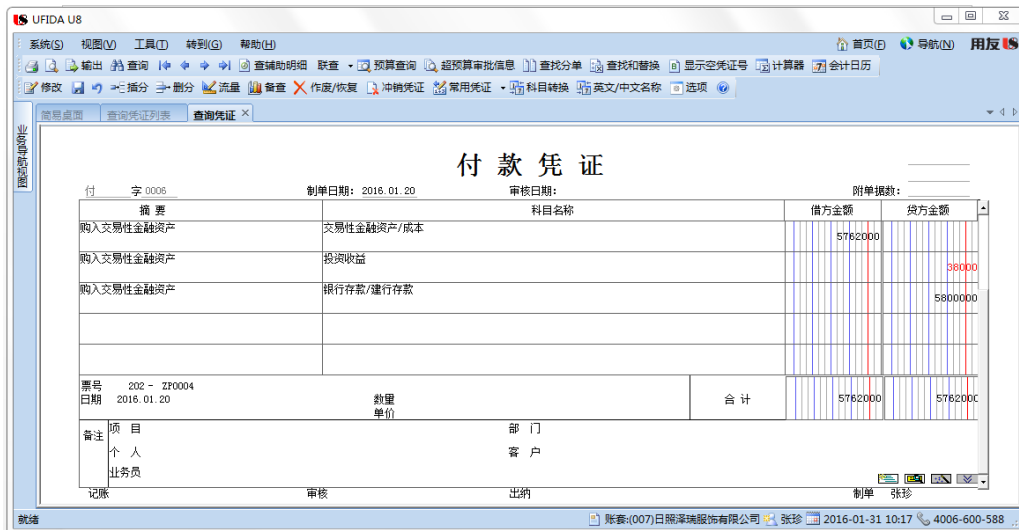 UFIDA U8
系统(S) 视图(V) 工具(T) 转到(G) 帮助(H) 首页(F) 导航(N) 用友
输出 查询 查辅助明细 联查 预算查询 超预算审批信息 查找分单 查找和替换 显示空凭证号 计算器 会计日历
修改 插分 删分 流量 备查 作废/恢复 冲销凭证 常用凭证 科目转换 英文/中文名称 选项
简易桌面 查询凭证列表 查询凭证
业务导航视图
付 款 凭 证
付 字 0006 制单日期: 2016.01.20 审核日期: 附单据数:
摘 要 科目名称 借方金额 贷方金额
购入交易性金融资产 交易性金融资产/成本 5762000
购入交易性金融资产 投资收益 38000
购入交易性金融资产 银行存款/建行存款 5800000
票号 202 - ZP0004
日期 2016.01.20 数量 合 计 5762000 5762000
单价
备注 项 目 部 门
个 人 客 户
业务员
记账 审核 出纳 制单 张珍
就绪 账套:(007)日照泽瑞服饰有限公司 张珍 2016-01-31 10:17 4006-600-588